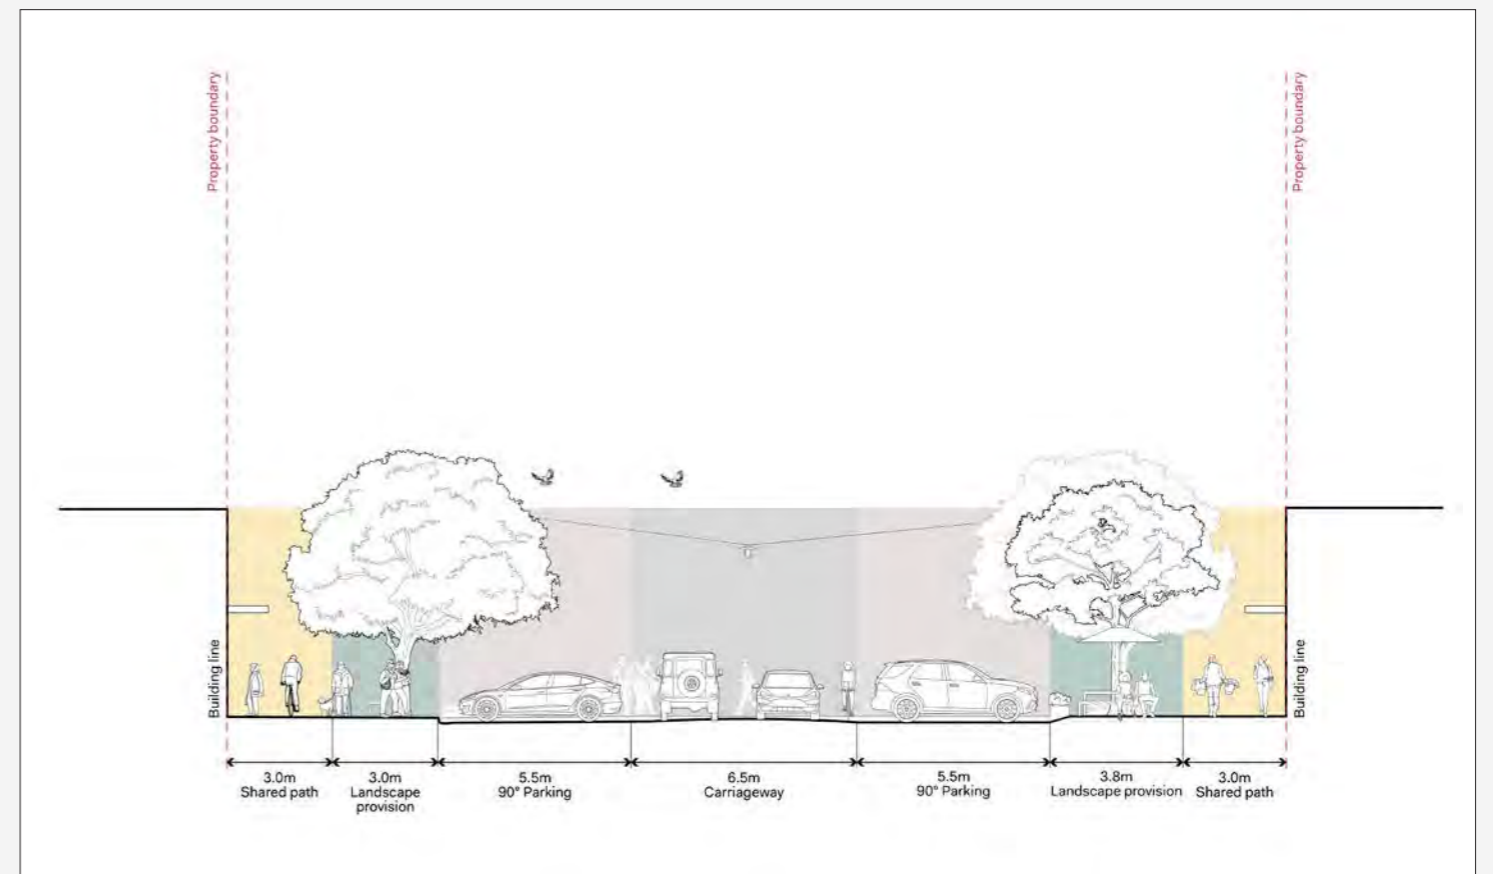 Property boundary
Property boundary
Building line
Building line
3.0m
Shared path
3.0m
Landscape
provision
5.5m
90° Parking
6.5m
Carriageway
5.5m
90° Parking
3.8m
Landscape provision
3.0m
Shared path